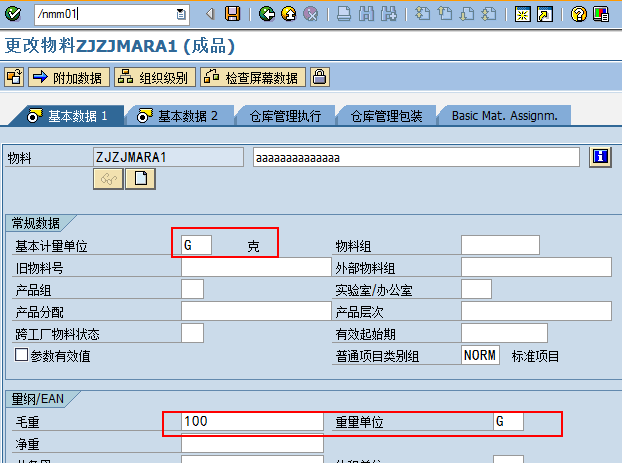 /nmm01
更改物料ZJZJMARA1 (成品)
附加数据 组织级别 检查屏幕数据
基本数据 1 基本数据 2 仓库管理执行 仓库管理包装 Basic Mat. Assignm.
物料 ZJZJMARA1 aaaaaaaaaaaaaa
常规数据
基本计量单位 G 克 物料组
旧物料号 外部物料组
产品组 实验室/办公室
产品分配 产品层次
跨工厂物料状态 有效起始期
参数有效值 普通项目类别组 NORM 标准项目
量纲/EAN
毛重 100 重量单位 G
净重